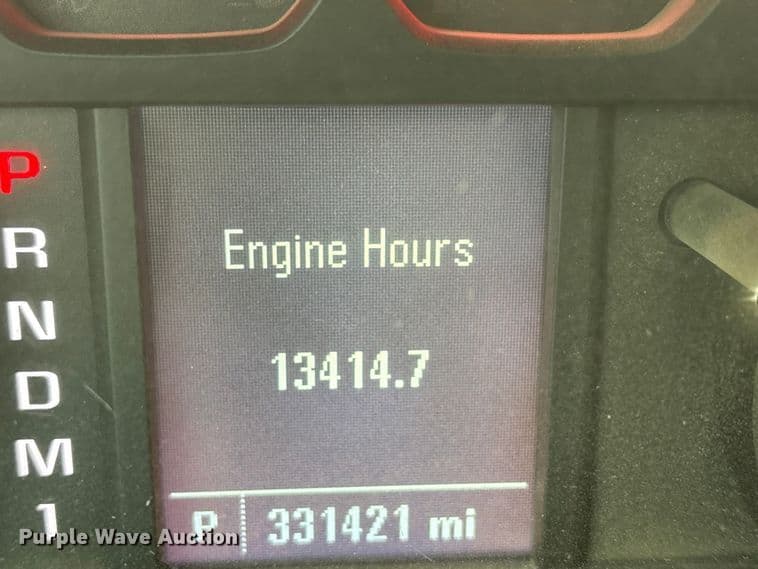 P
R
N
D
M
1
Engine Hours
13414.7
P 331421 mi
Purple Wave Auction